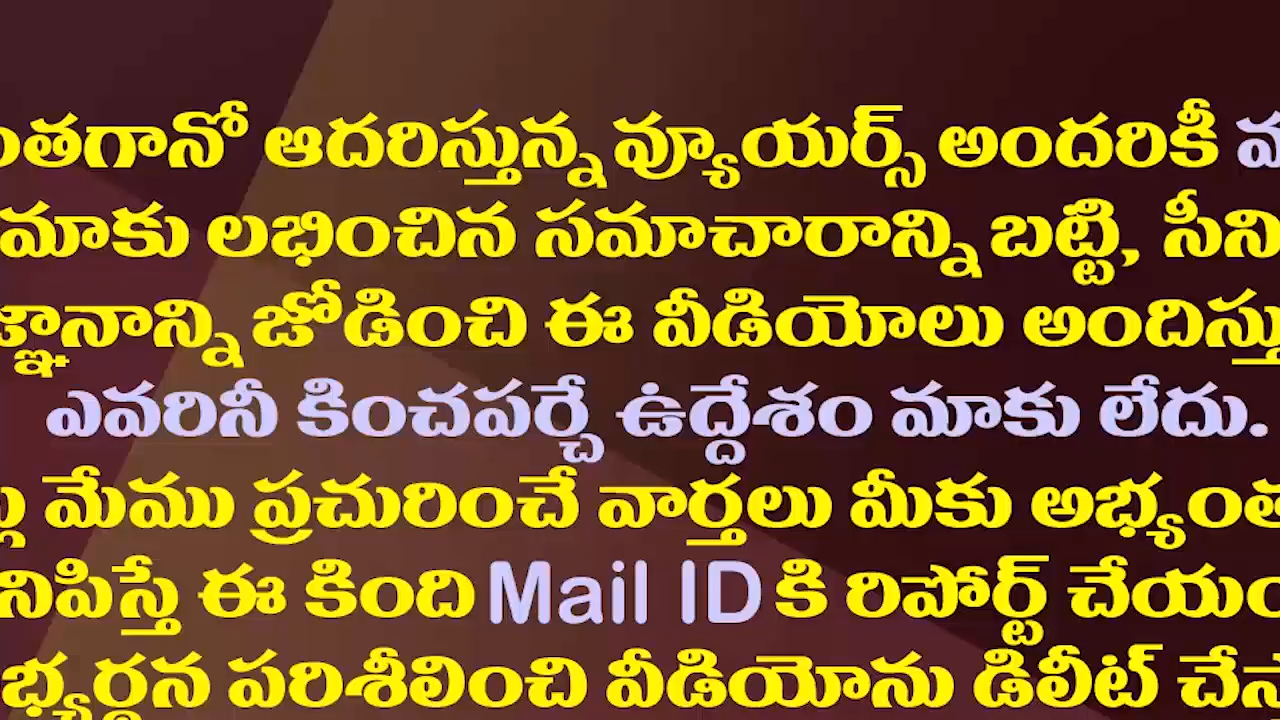 ంతగానో ఆదరిస్తున్న వ్యూయర్స్ అందరికీ
మాకు లభించిన సమాచారాన్ని బట్టి, సీని
జ్ఞానాన్ని జోడించి ఈ వీడియోలు అందిస్తు
ఎవరినీ కించపర్చే ఉద్దేశం మాకు లేదు.
మేము ప్రచురించే వార్తలు మీకు అభ్యంత
నిపిస్తే ఈ కింది Mail ID కి రిపోర్ట్ చేయం
భ్యర్థన పరిశీలించి వీడియోను డిలీట్ చేస